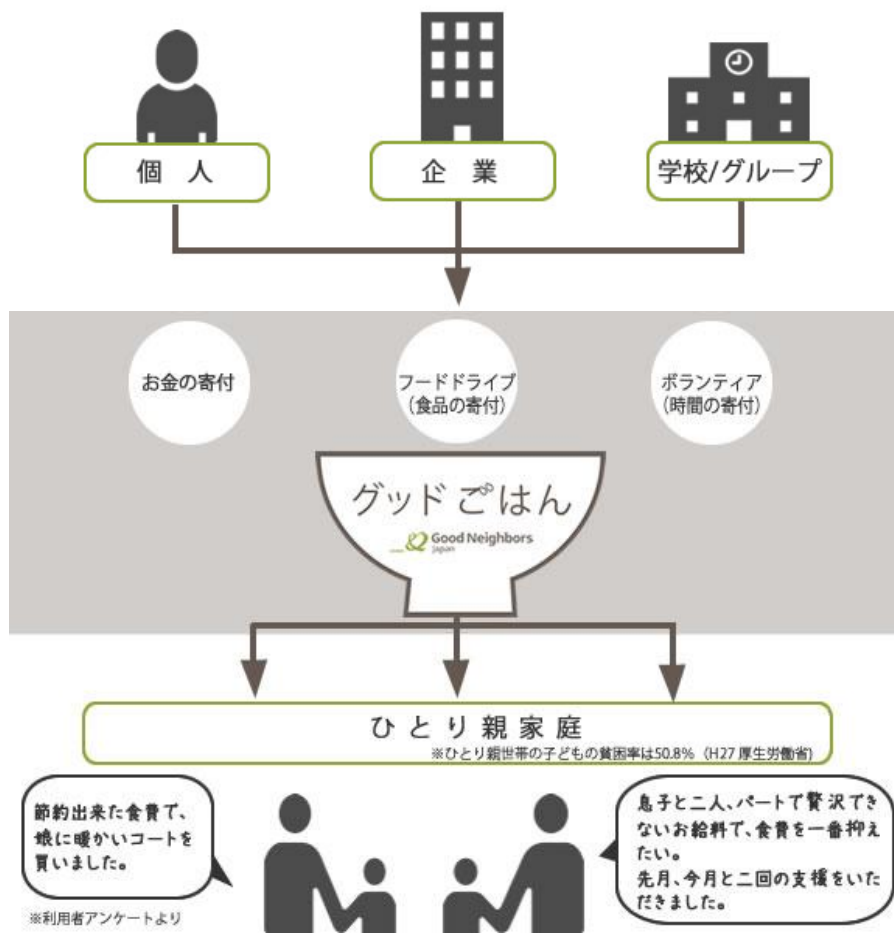 個 人
企 業
学校/グループ
お金の寄付
フードドライブ
(食品の寄付)
ボランティア
(時間の寄付)
グッドごはん
Good Neighbors
Japan
ひとり親家庭
※ひとり親世帯の子どもの貧困率は50.8% (H27 厚生労働省)
節約出来た食費で、
娘に暖かいコートを
買いました。
※利用者アンケートより
息子と二人、パートで贅沢でき
ないお給料で、食費を一番抑え
たい。
先月、今月と二回の支援をいた
だきました。